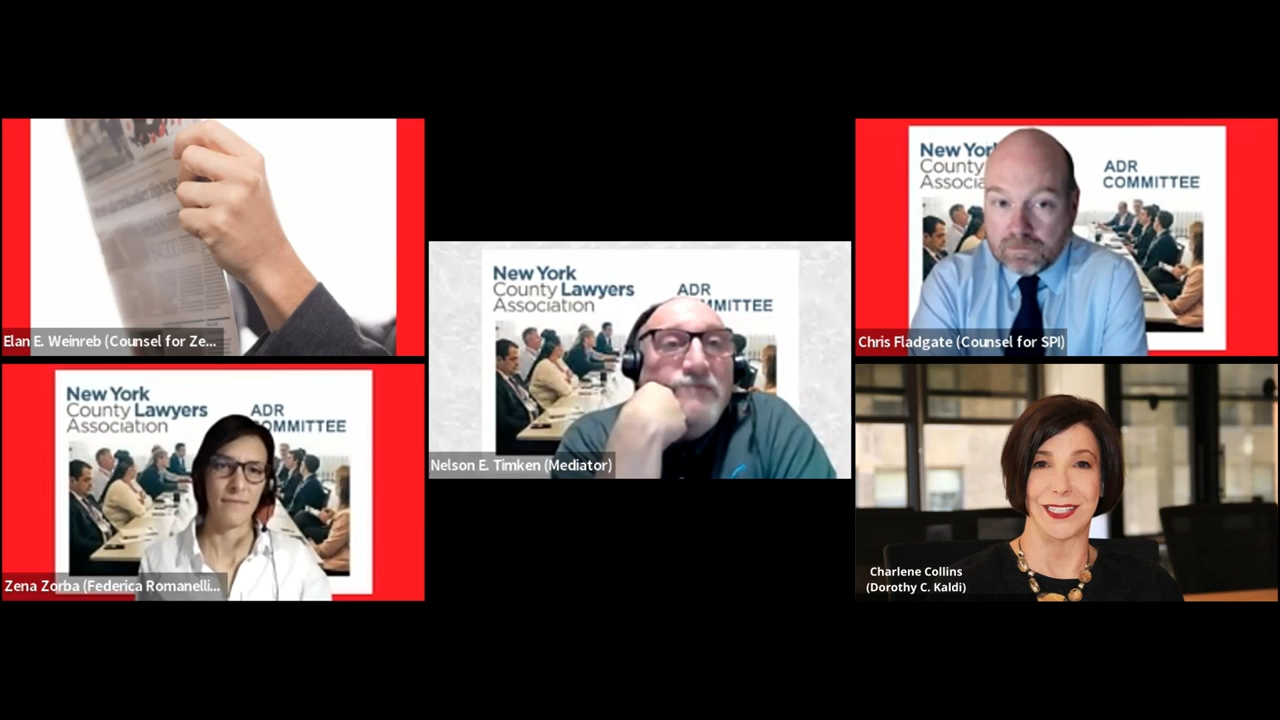 Elan E. Weinreb (Counsel for Ze...
New York
County Lawyers
Association
ADR
COMMITTEE
Zena Zorba (Federica Romanelli...
New York
County Lawyers
Association
ADR
MMITTEE
Nelson E. Timken (Mediator)
New York
County
Associa
ADR
COMMITTEE
Chris Fladgate (Counsel for SPI)
Charlene Collins
(Dorothy C. Kaldi)